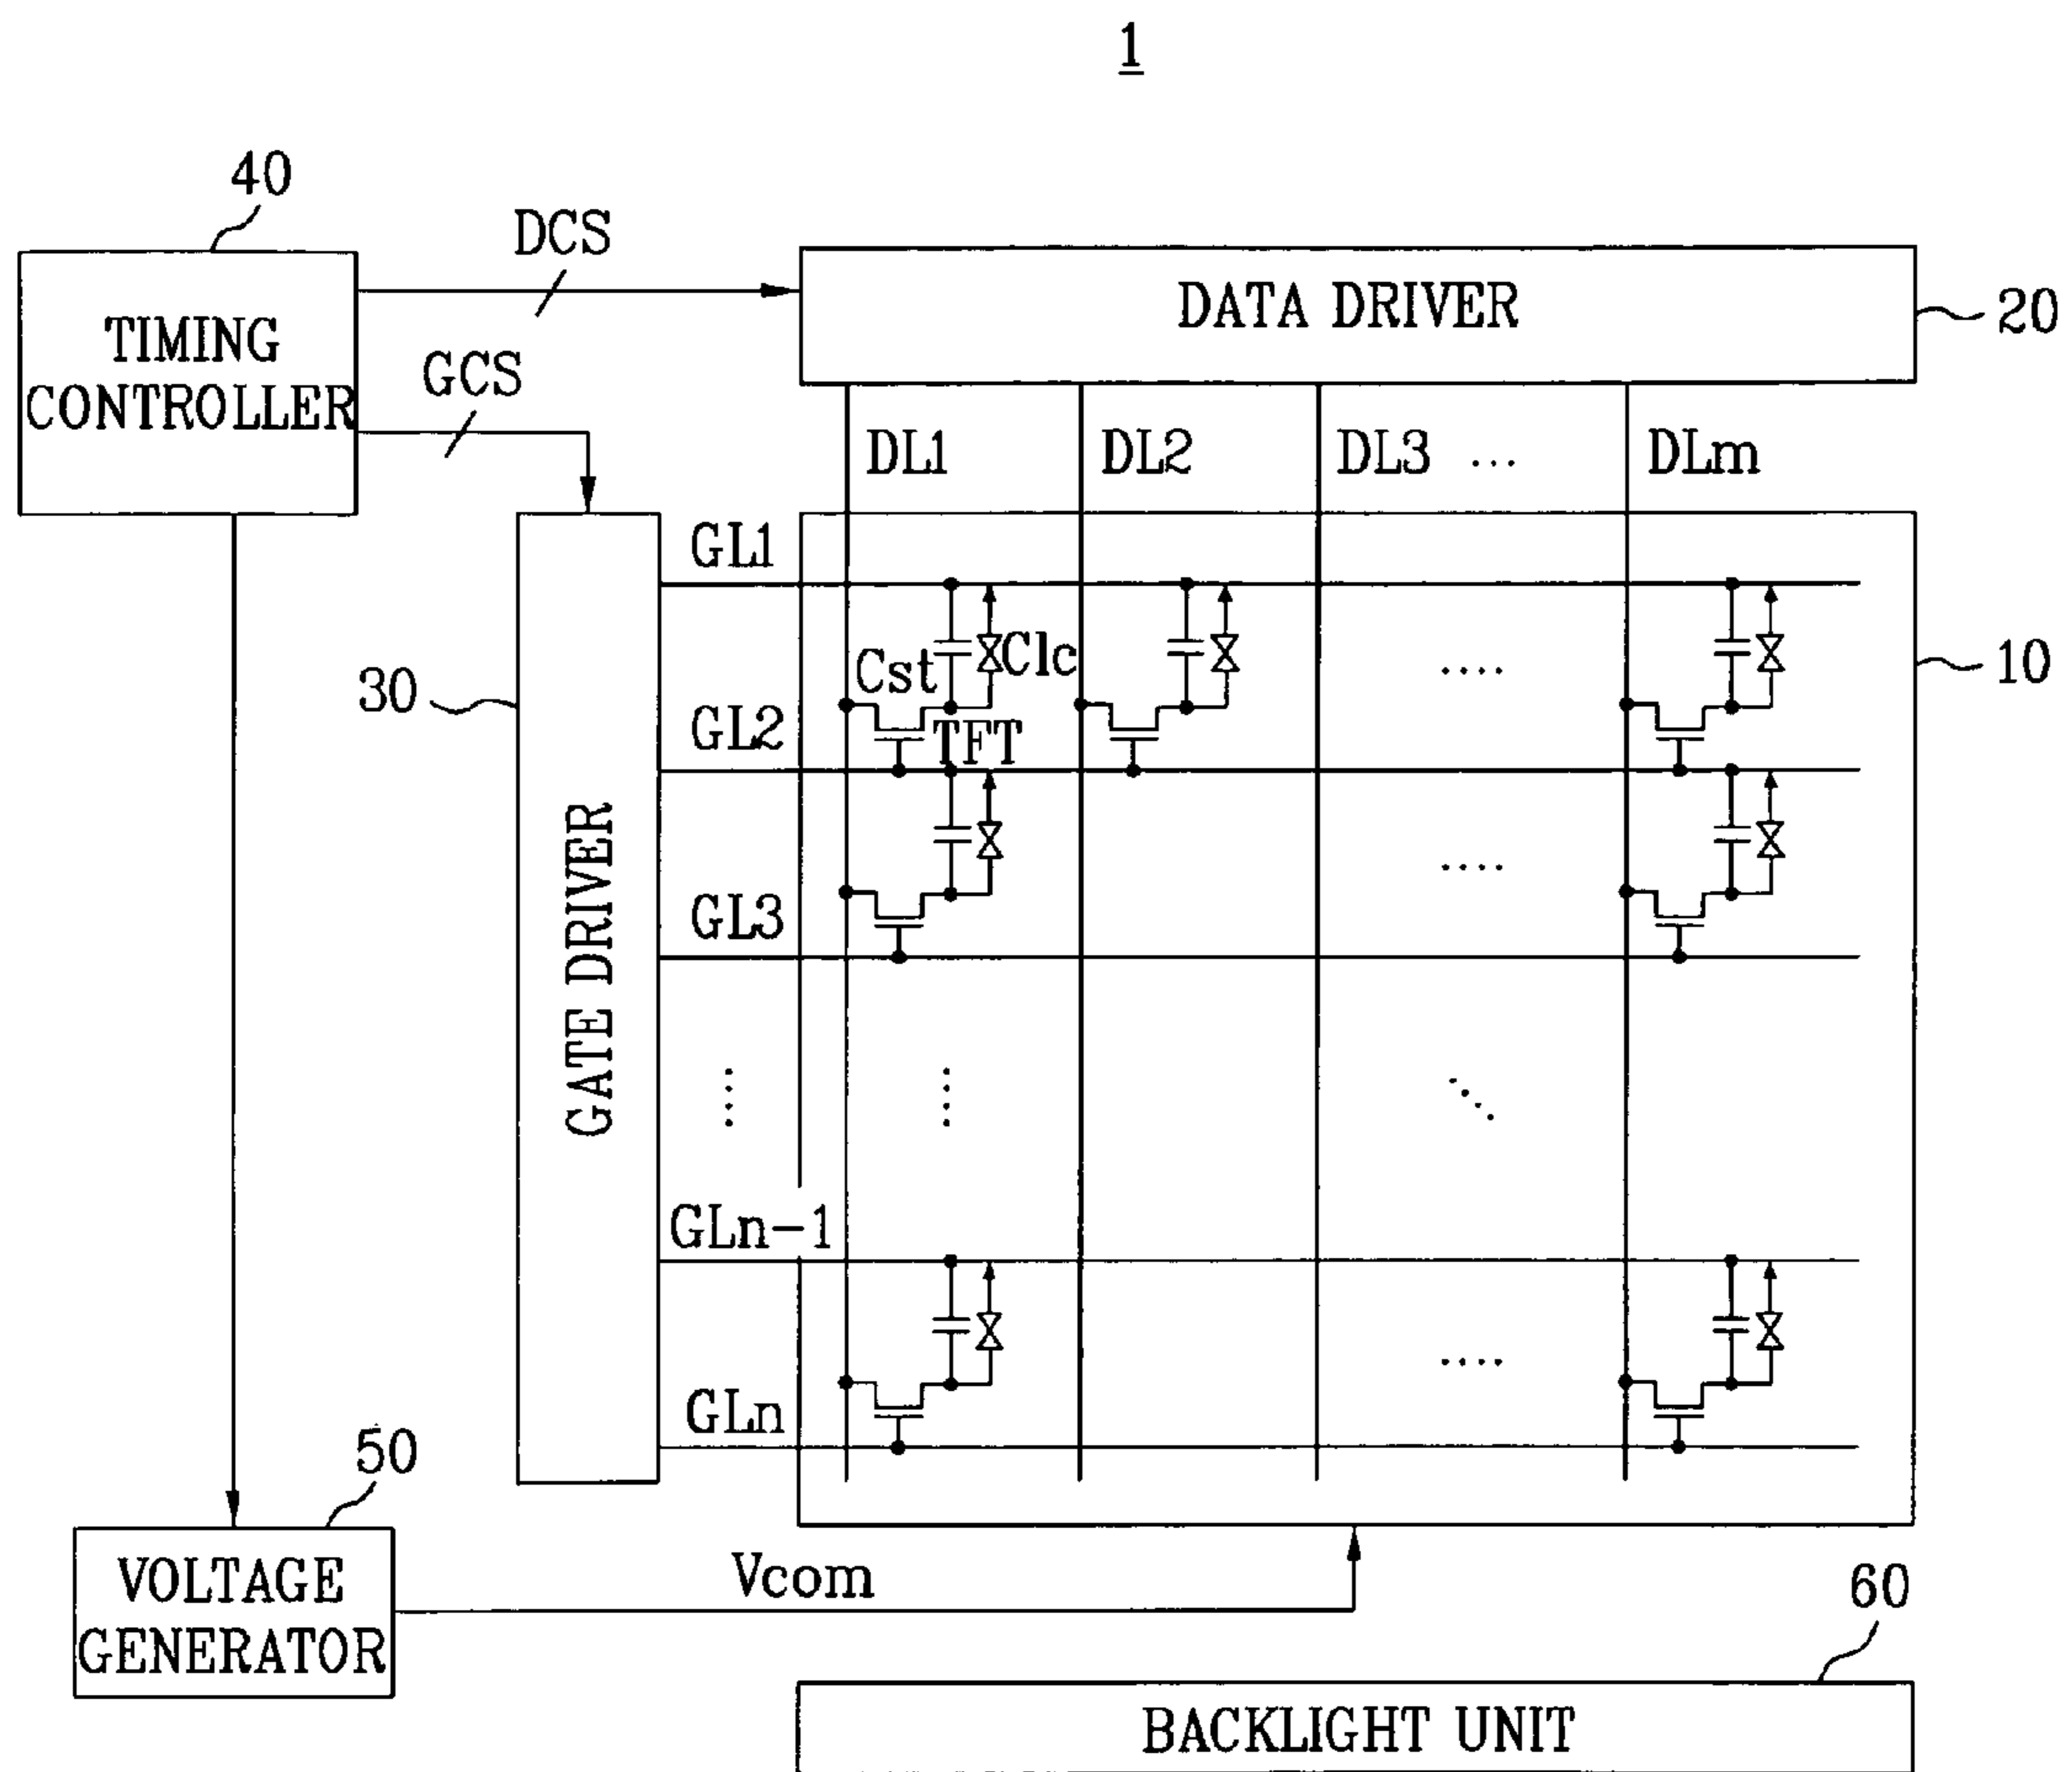 1
40
DCS
TIMING
CONTROLLER
GCS
DATA DRIVER
20
DL1 DL2 DL3 ... DLm
GL1
Cst
Clc
10
30
GL2
TFT
GL3
GATE DRIVER
GLn-1
GLn
50
VOLTAGE
GENERATOR
Vcom
60
BACKLIGHT UNIT